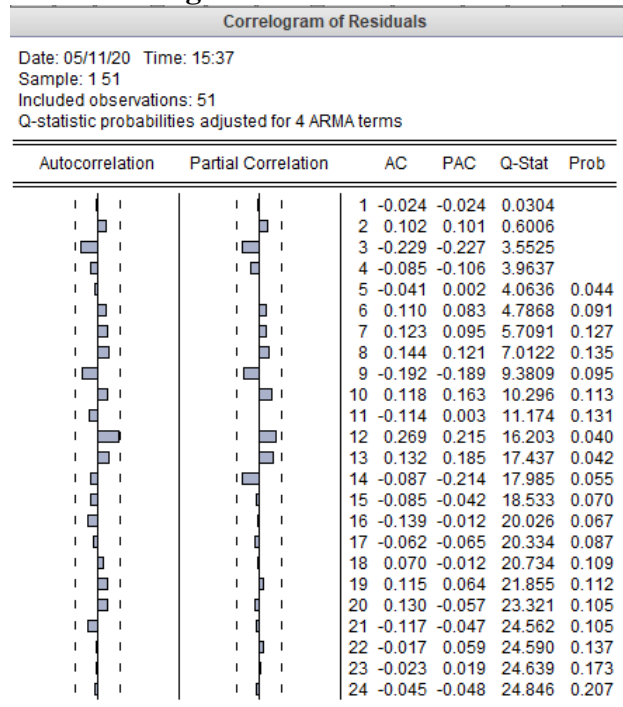 Correlogram of Residuals
Date: 05/11/20 Time: 15:37
Sample: 1 51
Included observations: 51
Q-statistic probabilities adjusted for 4 ARMA terms
Autocorrelation Partial Correlation AC PAC Q-Stat Prob
1 -0.024 -0.024 0.0304
2 0.102 0.101 0.6006
3 -0.229 -0.227 3.5525
4 -0.085 -0.106 3.9637
5 -0.041 0.002 4.0636 0.044
6 0.110 0.083 4.7868 0.091
7 0.123 0.095 5.7091 0.127
8 0.144 0.121 7.0122 0.135
9 -0.192 -0.189 9.3809 0.095
10 0.118 0.163 10.296 0.113
11 -0.114 0.003 11.174 0.131
12 0.269 0.215 16.203 0.040
13 0.132 0.185 17.437 0.042
14 -0.087 -0.214 17.985 0.055
15 -0.085 -0.042 18.533 0.070
16 -0.139 -0.012 20.026 0.067
17 -0.062 -0.065 20.334 0.087
18 0.070 -0.012 20.734 0.109
19 0.115 0.064 21.855 0.112
20 0.130 -0.057 23.321 0.105
21 -0.117 -0.047 24.562 0.105
22 -0.017 0.059 24.590 0.137
23 -0.023 0.019 24.639 0.173
24 -0.045 -0.048 24.846 0.207